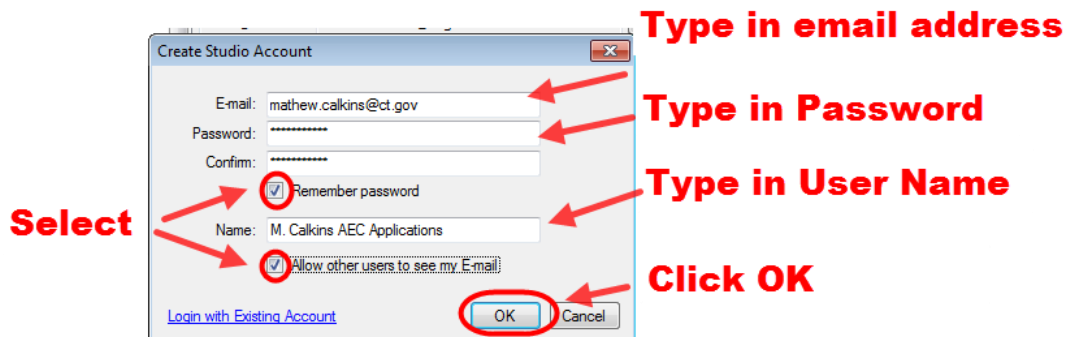 Type in email address
Create Studio Account
E-mail: mathew.calkins@ct.gov
Type in Password
Password: ***********
Confirm: ***********
Remember password
Type in User Name
Select
Name: M. Calkins AEC Applications
Allow other users to see my E-mail
Click OK
Login with Existing Account OK Cancel